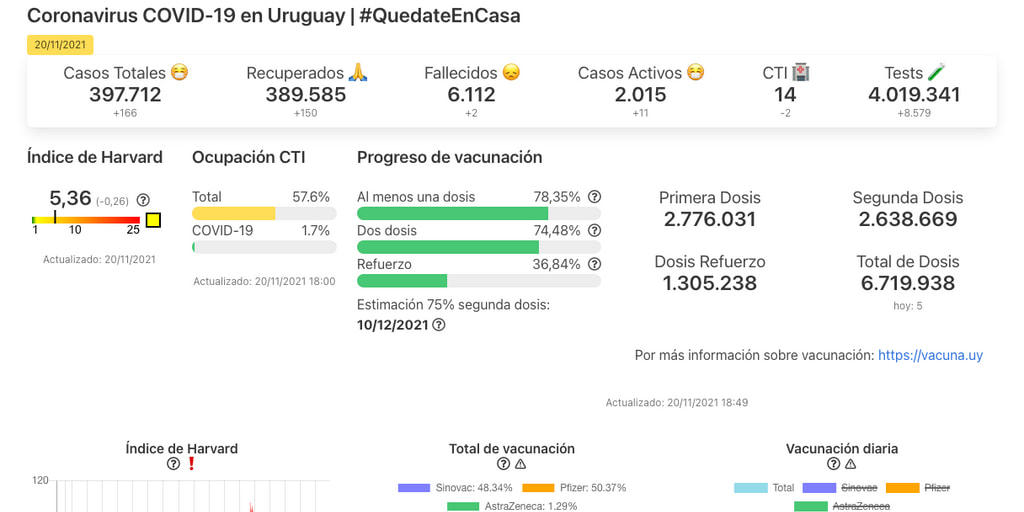 Coronavirus COVID-19 en Uruguay | #QuedateEnCasa
20/11/2021
Casos Totales 😷 Recuperados 🙏 Fallecidos 😞 Casos Activos 😷 CTI 🏥 Tests 🧪
397.712 389.585 6.112 2.015 14 4.019.341
+166 +150 +2 +11 -2 +8.579
Índice de Harvard
5,36 (-0,26)
1 10 25
Actualizado: 20/11/2021
Ocupación CTI
Total 57.6%
COVID-19 1.7%
Actualizado: 20/11/2021 18:00
Progreso de vacunación
Al menos una dosis 78,35%
Dos dosis 74,48%
Refuerzo 36,84%
Estimación 75% segunda dosis:
10/12/2021
Primera Dosis Segunda Dosis
2.776.031 2.638.669
Dosis Refuerzo Total de Dosis
1.305.238 6.719.938
hoy: 5
Por más información sobre vacunación: https://vacuna.uy
Actualizado: 20/11/2021 18:49
Índice de Harvard
120
Total de vacunación
Sinovac: 48.34% Pfizer: 50.37%
AstraZeneca: 1.29%
Vacunación diaria
Total Sinovac Pfizer
AstraZeneca